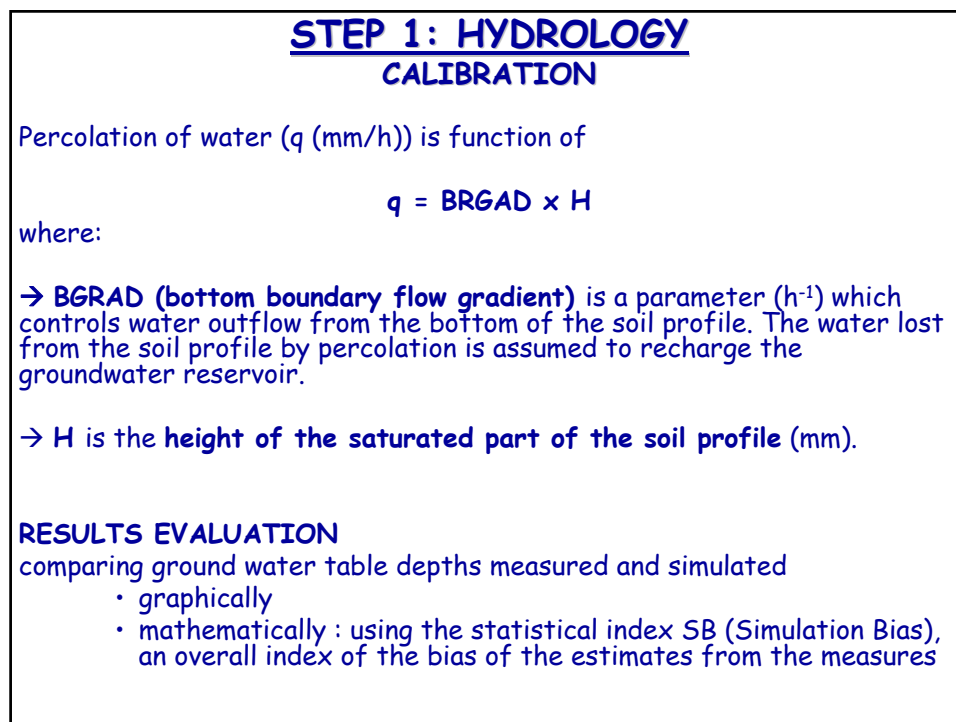 STEP 1: HYDROLOGY
CALIBRATION
Percolation of water (q (mm/h)) is function of
q = BRGAD x H
where:
→ BGRAD (bottom boundary flow gradient) is a parameter (h⁻¹) which
controls water outflow from the bottom of the soil profile. The water lost
from the soil profile by percolation is assumed to recharge the
groundwater reservoir.
→ H is the height of the saturated part of the soil profile (mm).
RESULTS EVALUATION
comparing ground water table depths measured and simulated
• graphically
• mathematically : using the statistical index SB (Simulation Bias),
an overall index of the bias of the estimates from the measures